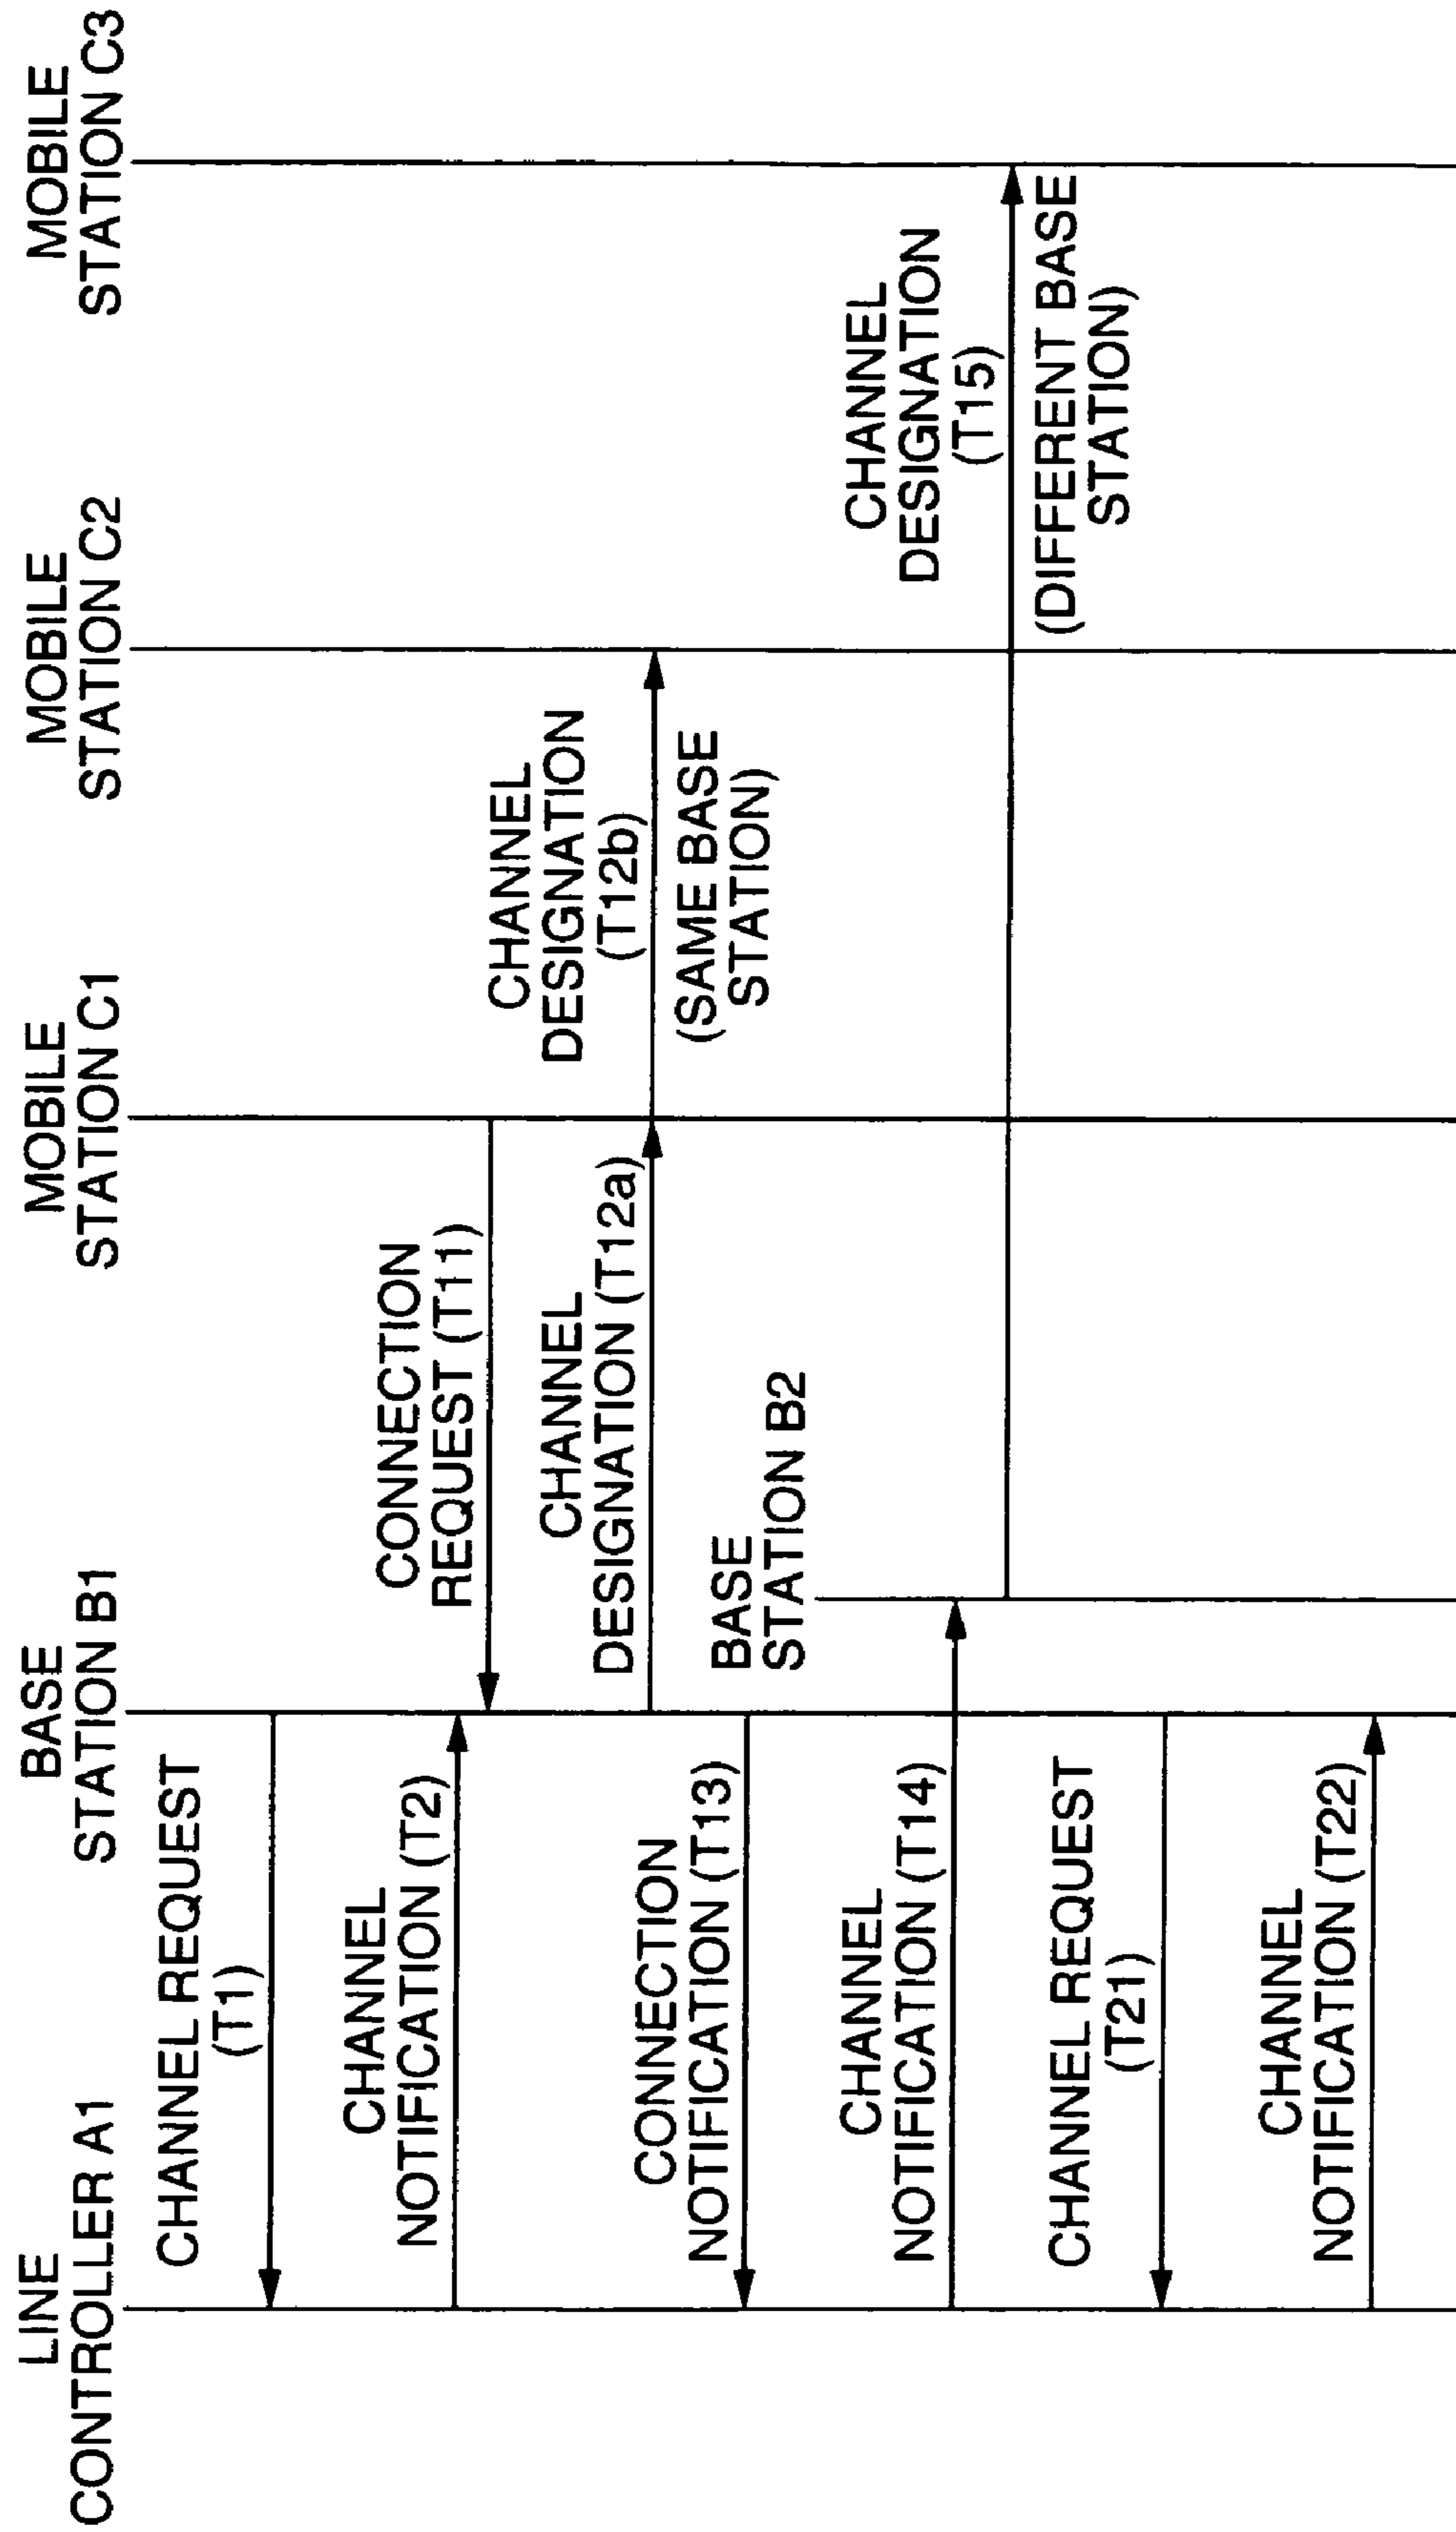 LINE
CONTROLLER A1
BASE
STATION B1
MOBILE
STATION C1
MOBILE
STATION C2
MOBILE
STATION C3
CHANNEL REQUEST
(T1)
CHANNEL
NOTIFICATION (T2)
CONNECTION
REQUEST (T11)
CHANNEL
DESIGNATION (T12a)
CHANNEL
DESIGNATION
(T12b)
(SAME BASE
STATION)
CONNECTION
NOTIFICATION (T13)
BASE
STATION B2
CHANNEL
NOTIFICATION (T14)
CHANNEL
DESIGNATION
(T15)
(DIFFERENT BASE
STATION)
CHANNEL REQUEST
(T21)
CHANNEL
NOTIFICATION (T22)